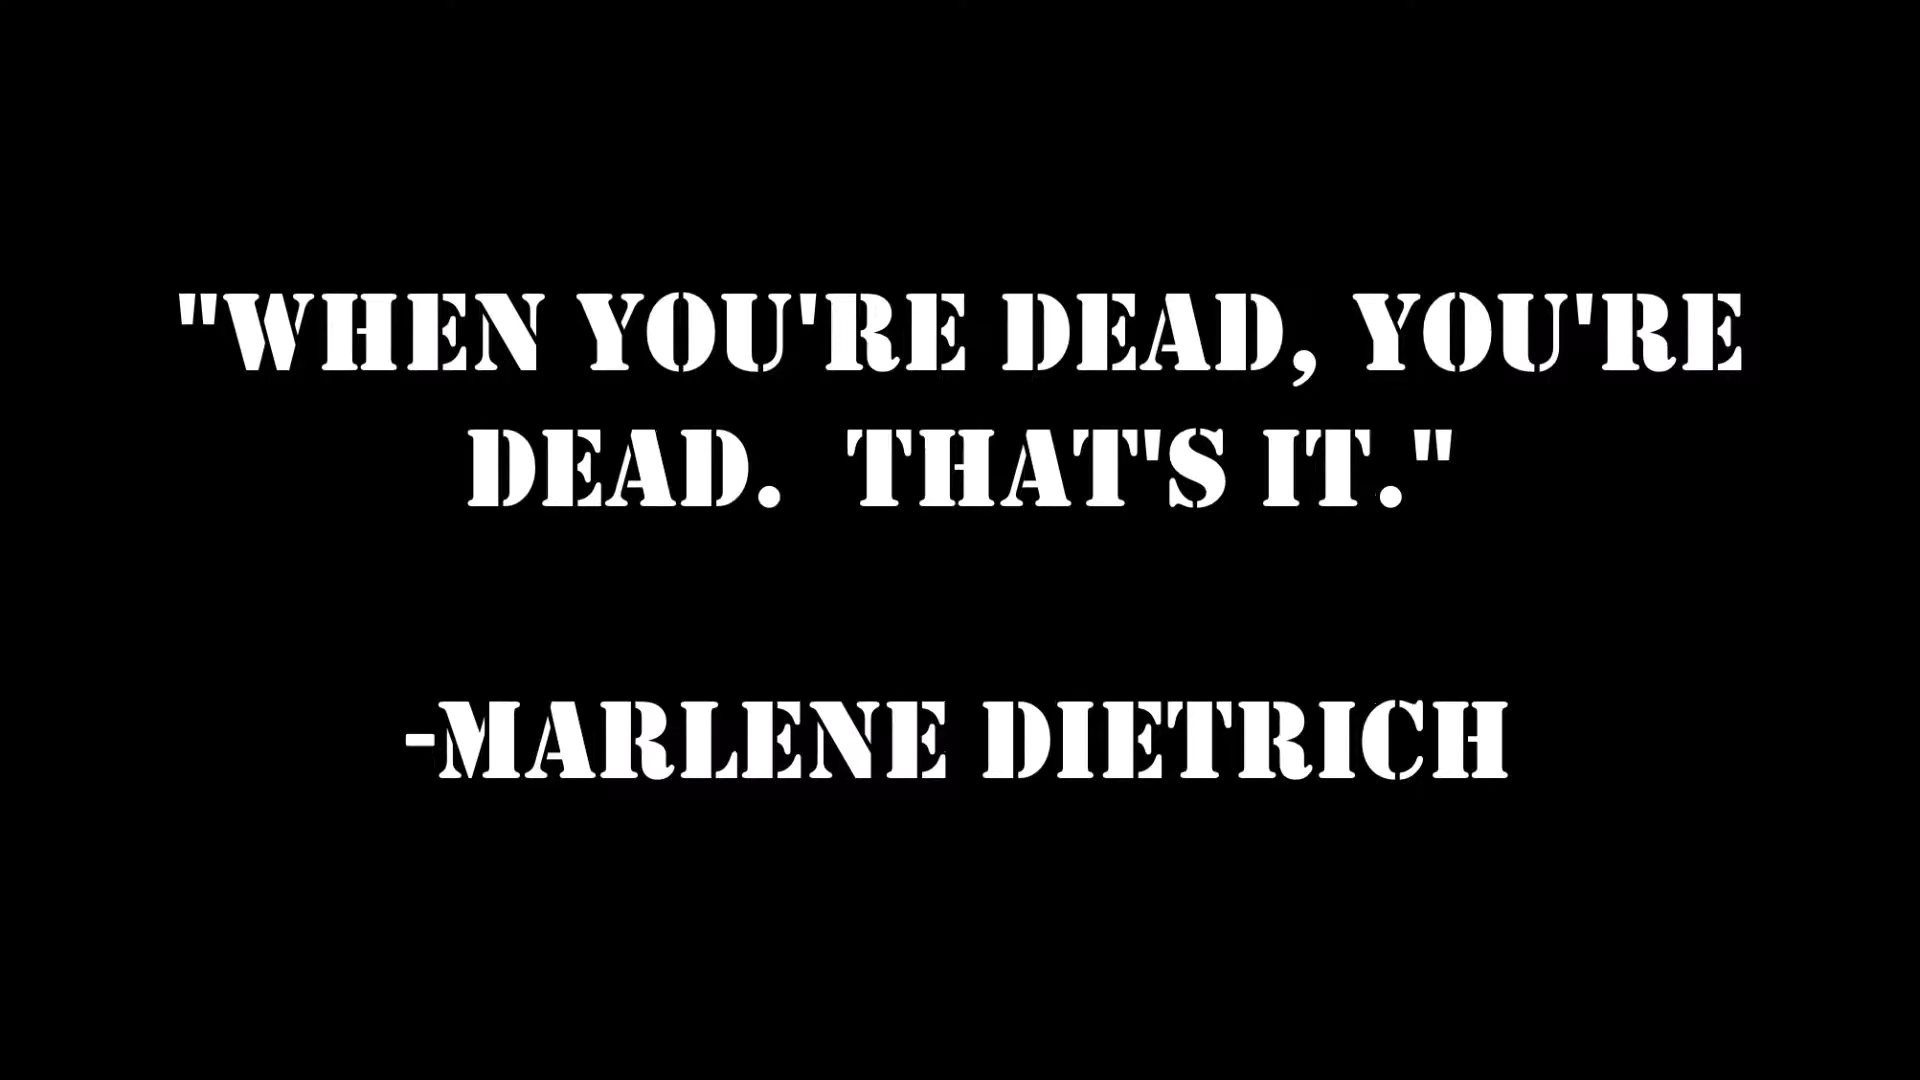 "WHEN YOU'RE DEAD, YOU'RE
DEAD.  THAT'S IT."
-MARLENE DIETRICH